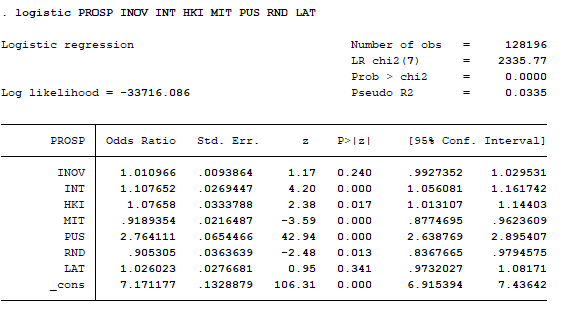 . logistic PROSP INOV INT HKI MIT PUS RND LAT
Logistic regression Number of obs = 128196
LR chi2(7) = 2335.77
Prob > chi2 = 0.0000
Log likelihood = -33716.086 Pseudo R2 = 0.0335
PROSP Odds Ratio Std. Err. z P>|z| [95% Conf. Interval]
INOV 1.010966 .0093864 1.17 0.240 .9927352 1.029531
INT 1.107652 .0269447 4.20 0.000 1.056081 1.161742
HKI 1.07658 .0333788 2.38 0.017 1.013107 1.14403
MIT .9189354 .0216487 -3.59 0.000 .8774695 .9623609
PUS 2.764111 .0654466 42.94 0.000 2.638769 2.895407
RND .905305 .0363639 -2.48 0.013 .8367665 .9794575
LAT 1.026023 .0276681 0.95 0.341 .9732027 1.08171
_cons 7.171177 .1328879 106.31 0.000 6.915394 7.43642